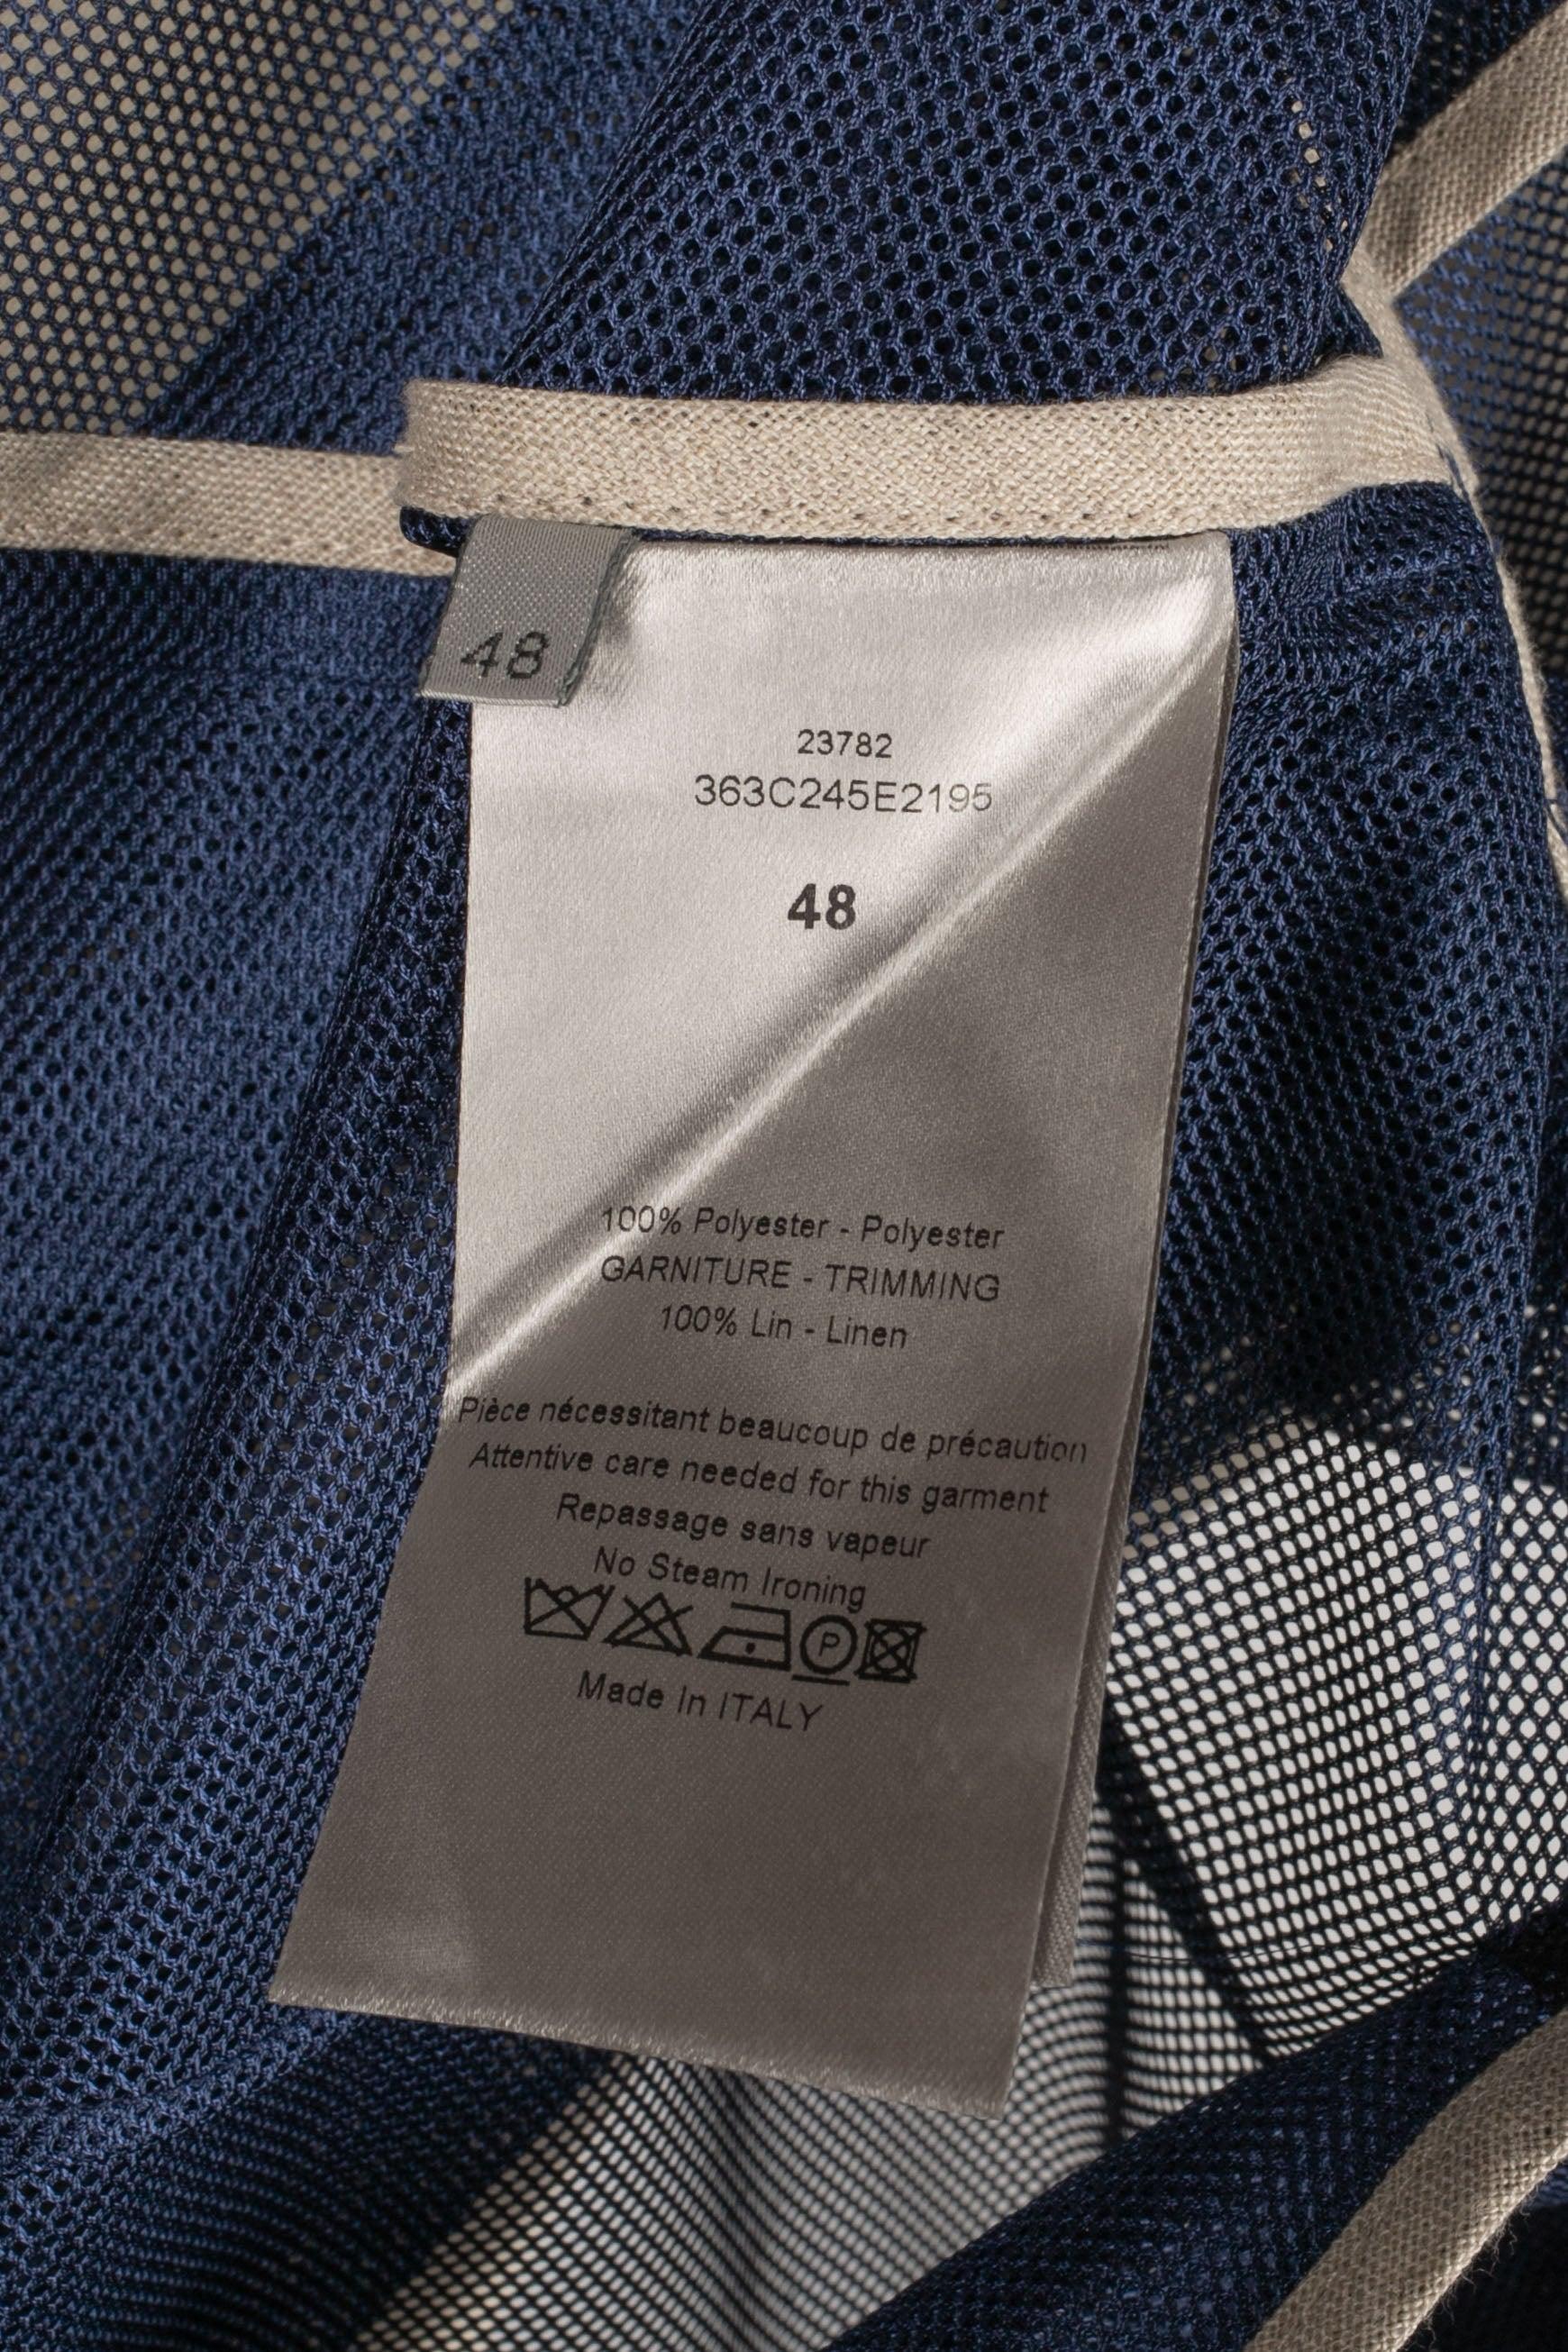 48
23782
363C245E2195
48
100% Polyester - Polyester
GARNITURE - TRIMMING
100% Lin - Linen
Pièce nécessitant beaucoup de précaution
Attentive care needed for this garment
Repassage sans vapeur
No Steam Ironing
P
Made In ITALY